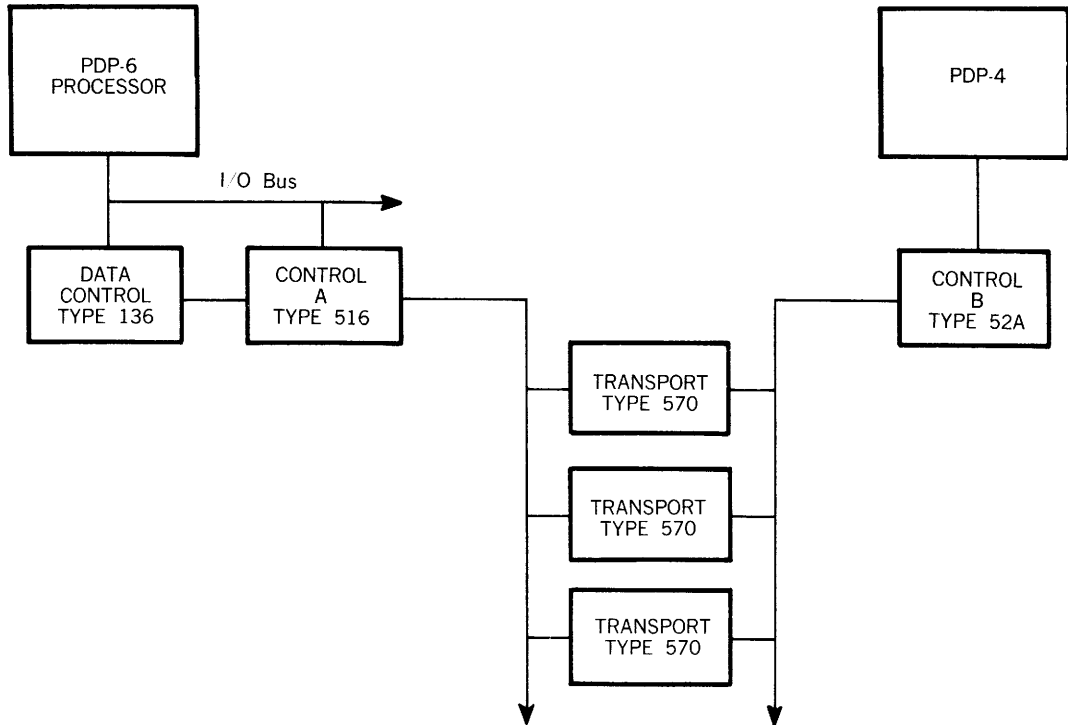 PDP-6
PROCESSOR
PDP-4
I/O Bus
DATA
CONTROL
TYPE 136
CONTROL
A
TYPE 516
CONTROL
B
TYPE 52A
TRANSPORT
TYPE 570
TRANSPORT
TYPE 570
TRANSPORT
TYPE 570